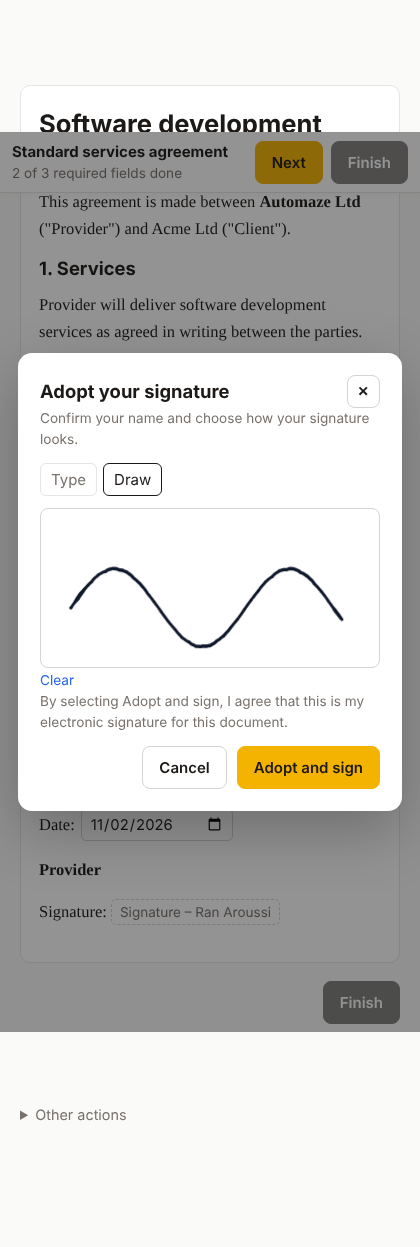 Software development
Standard services agreement
2 of 3 required fields done
Next
Finish
This agreement is made between Automaze Ltd
("Provider") and Acme Ltd ("Client").
1. Services
Provider will deliver software development
services as agreed in writing between the parties.
Adopt your signature
×
Confirm your name and choose how your signature
looks.
Type
Draw
Clear
By selecting Adopt and sign, I agree that this is my
electronic signature for this document.
Cancel
Adopt and sign
Date: 11/02/2026
Provider
Signature: Signature – Ran Aroussi
Finish
Other actions